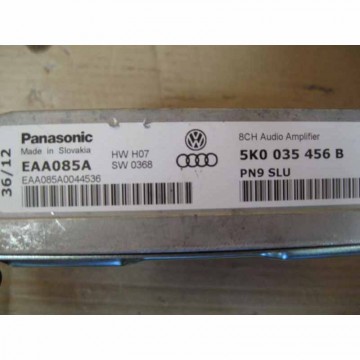 36/12
Panasonic
Made in Slovakia
EAA085A
EAA085A0044536
HW H07
SW 0368
8CH Audio Amplifier
5K0 035 456 B
PN9 SLU